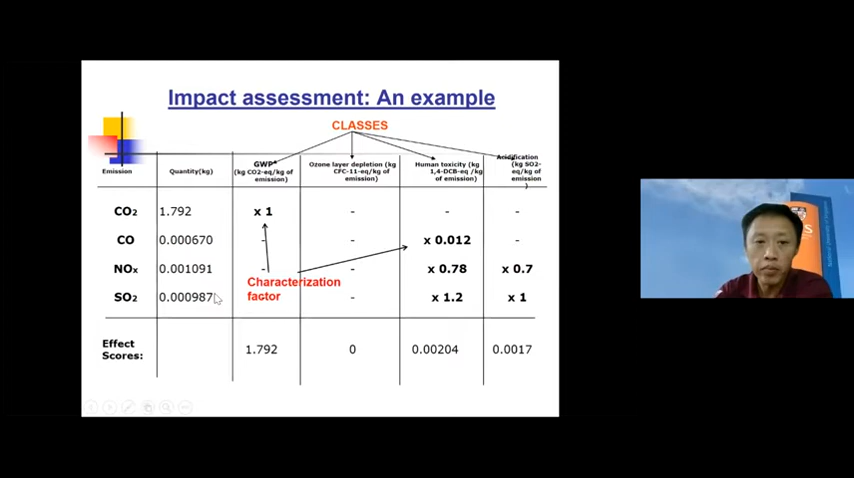 Impact assessment: An example
CLASSES
Emission
Quantity(kg)
GWP
(kg CO2-eq/kg of
emission)
Ozone layer depletion (kg
CFC-11-eq/kg of
emission)
Human toxicity (kg
1,4-DCB-eq /kg
of emission)
Acidification
(kg SO2-
eq/kg of
emission
)
CO₂ 1.792 x 1 - - -
CO 0.000670 - - x 0.012 -
NOₓ 0.001091 - - x 0.78 x 0.7
SO₂ 0.000987 - - x 1.2 x 1
Characterization
factor
Effect
Scores:
1.792 0 0.00204 0.0017